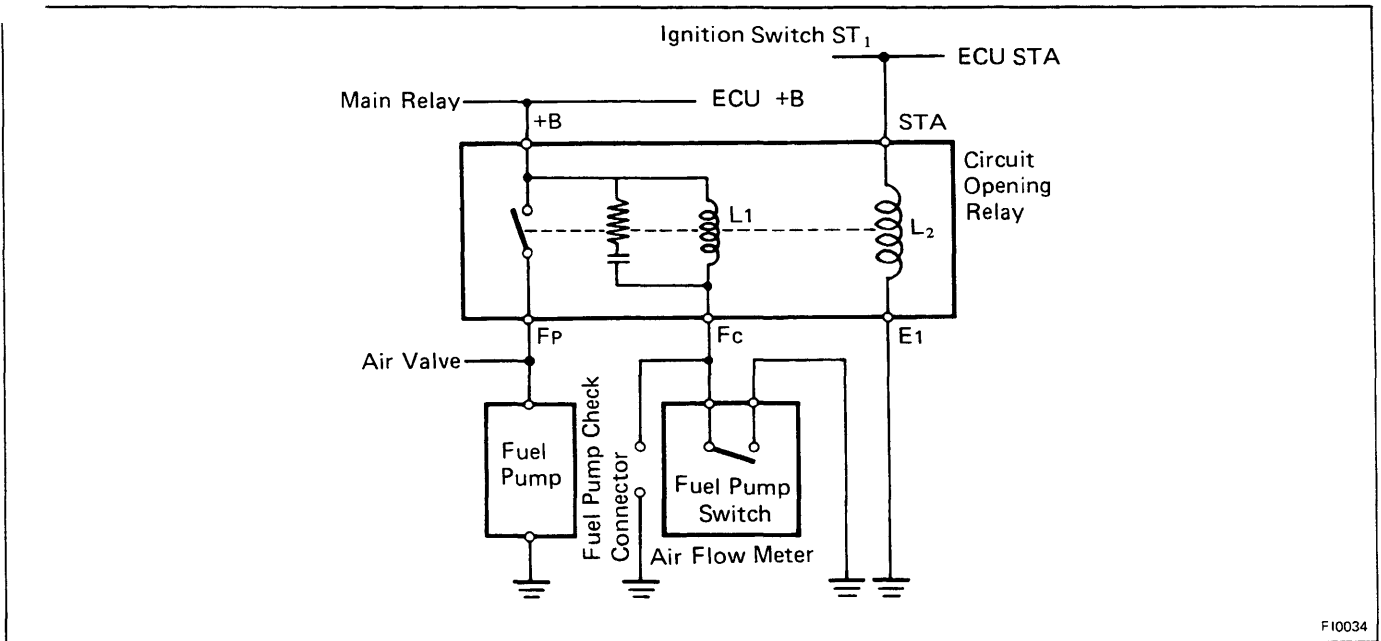 Ignition Switch ST₁
ECU STA
Main Relay
ECU +B
+B
STA
Circuit
Opening
Relay
L1
L₂
FP
FC
E1
Air Valve
Fuel
Pump
Fuel Pump Check
Connector
Fuel Pump
Switch
Air Flow Meter
FI0034